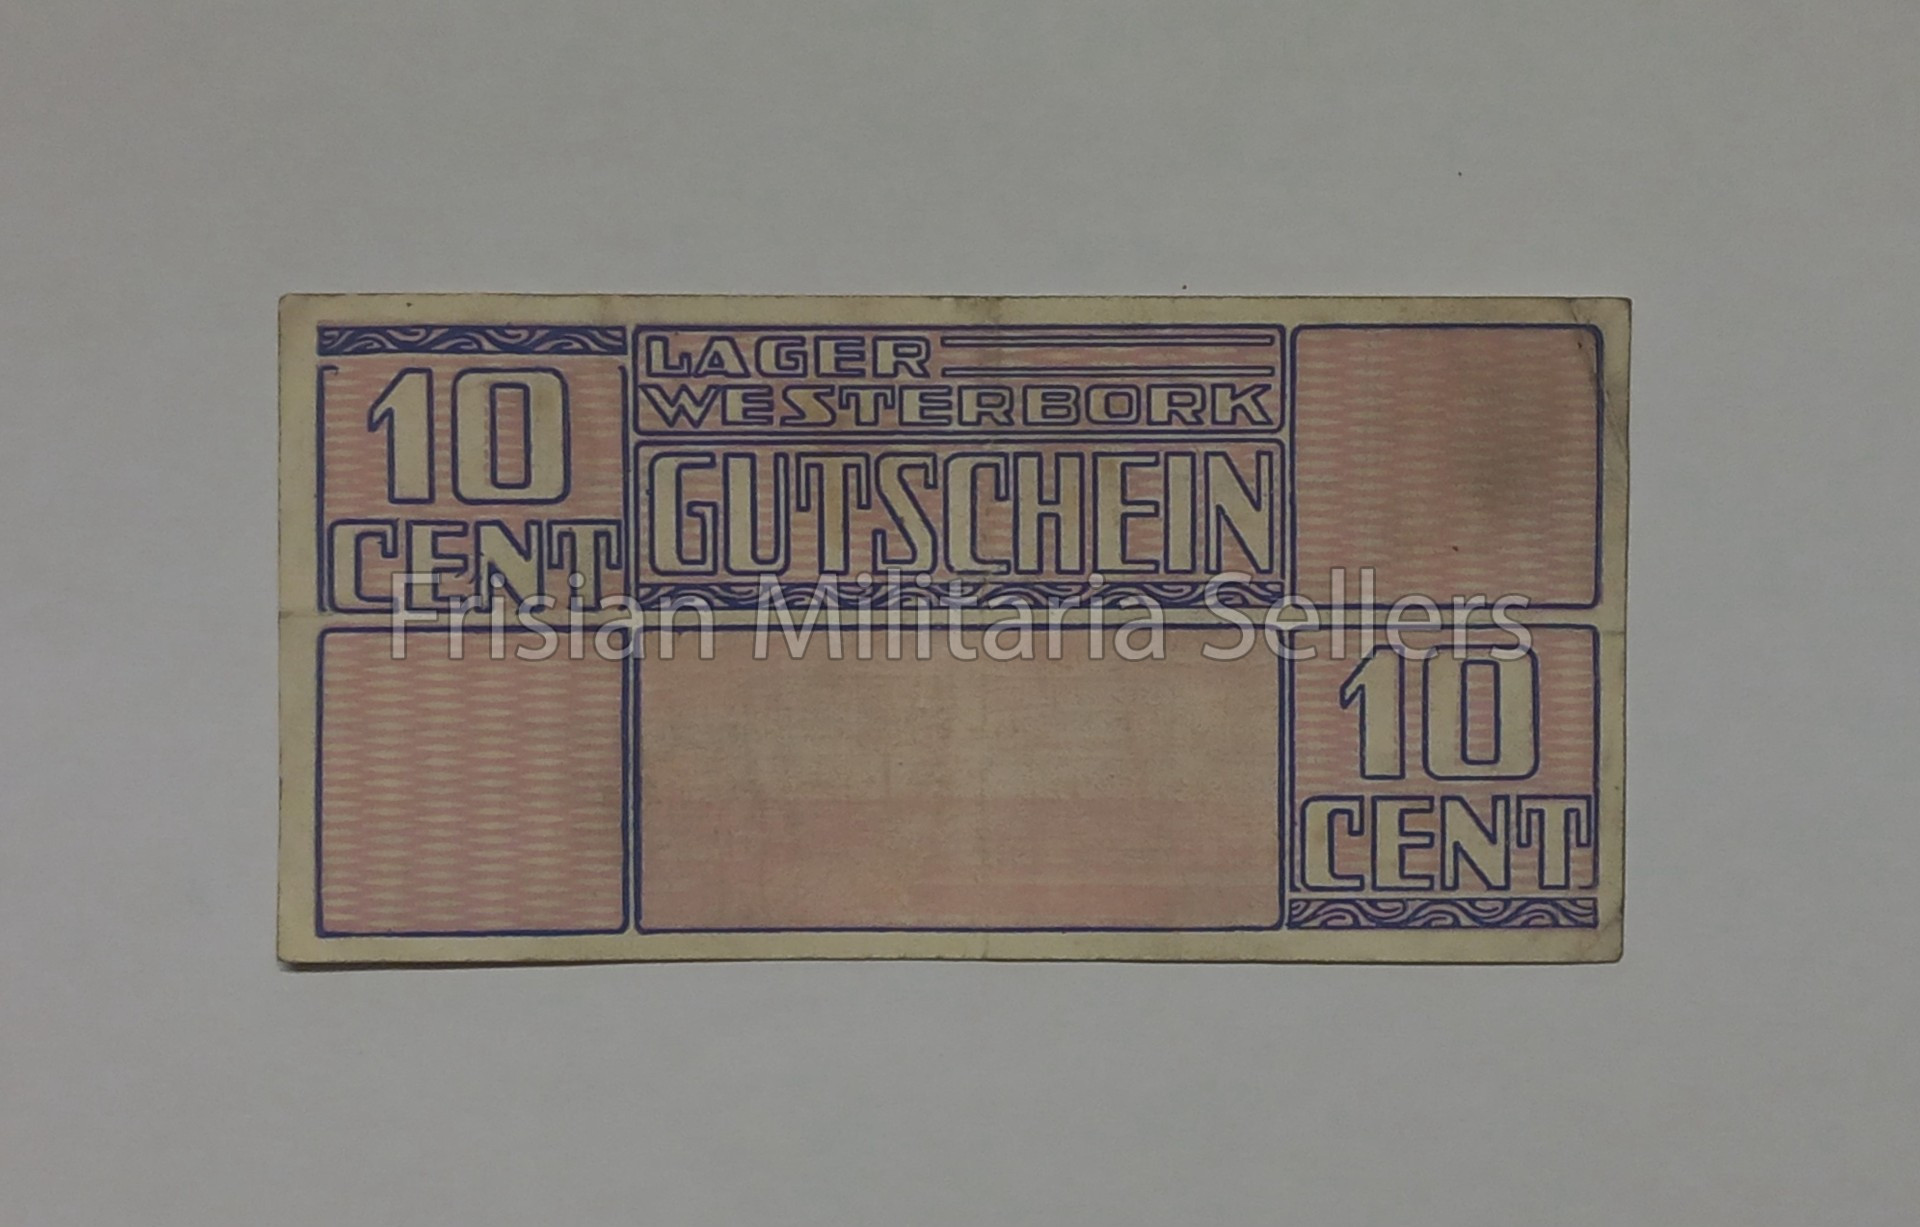 10
CENT
LAGER
WESTERBORK
GUTSCHEIN
Frisian Militaria Sellers
10
CENT